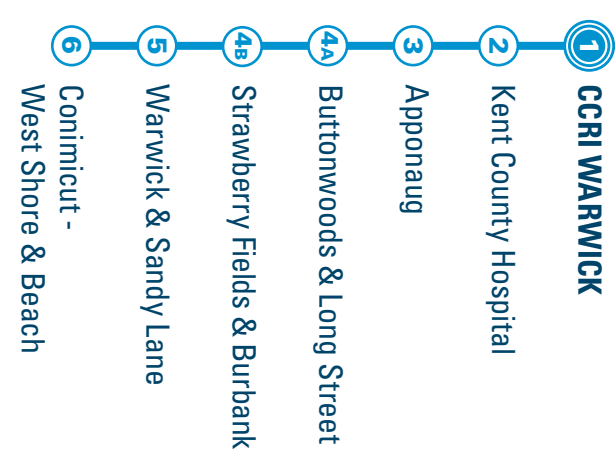 1 CCRI WARWICK
2 Kent County Hospital
3 Apponaug
4A Buttonwoods & Long Street
4B Strawberry Fields & Burbank
5 Warwick & Sandy Lane
6 Conimicut -
West Shore & Beach